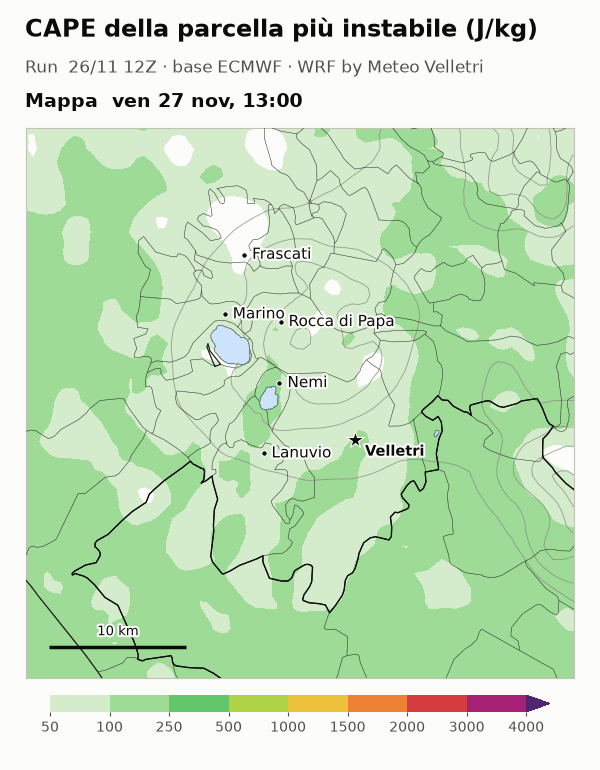 CAPE della parcella più instabile (J/kg)
Run  26/11 12Z · base ECMWF · WRF by Meteo Velletri
Mappa  ven 27 nov, 13:00
Frascati
Marino
Rocca di Papa
Nemi
Velletri
Lanuvio
10 km
50 100 250 500 1000 1500 2000 3000 4000